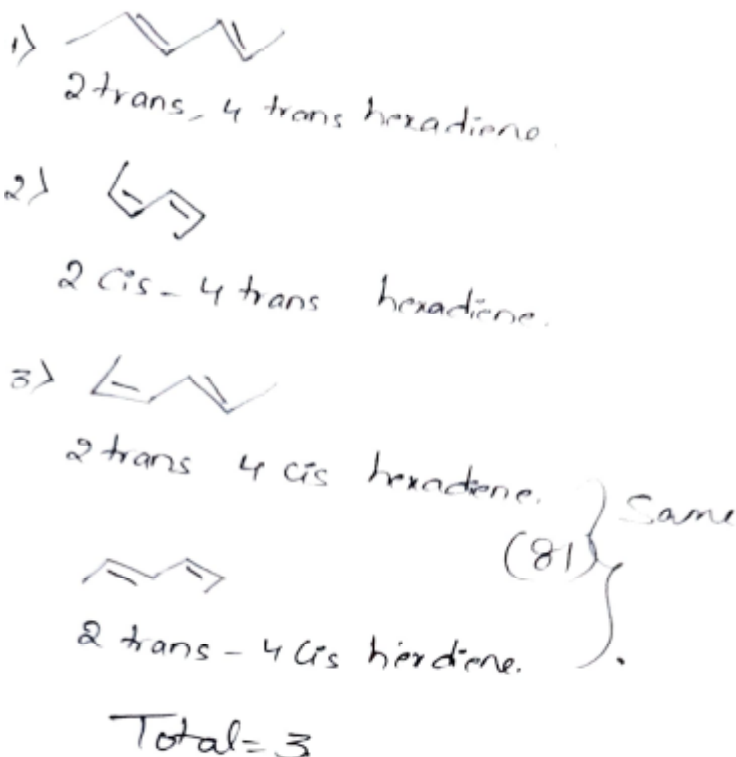 1>
2 trans, 4 trans hexadiene.
2>
2 cis - 4 trans hexadiene.
3>
2 trans 4 cis hexadiene.
Same
(81)
2 trans - 4 cis hierdiene.
Total = 3